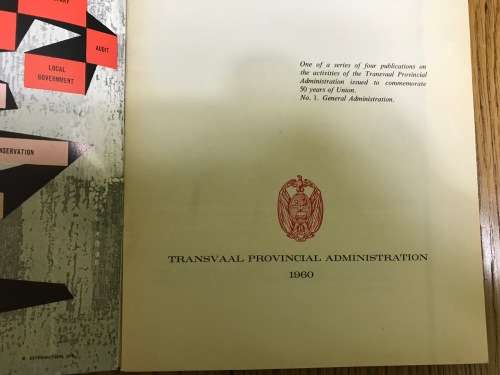 AUDIT
LOCAL
GOVERNMENT
One of a series of four publications on
the activities of the Transvaal Provincial
Administration issued to commemorate
50 years of Union.
No. 1. General Administration.
TRANSVAAL PROVINCIAL ADMINISTRATION
1960